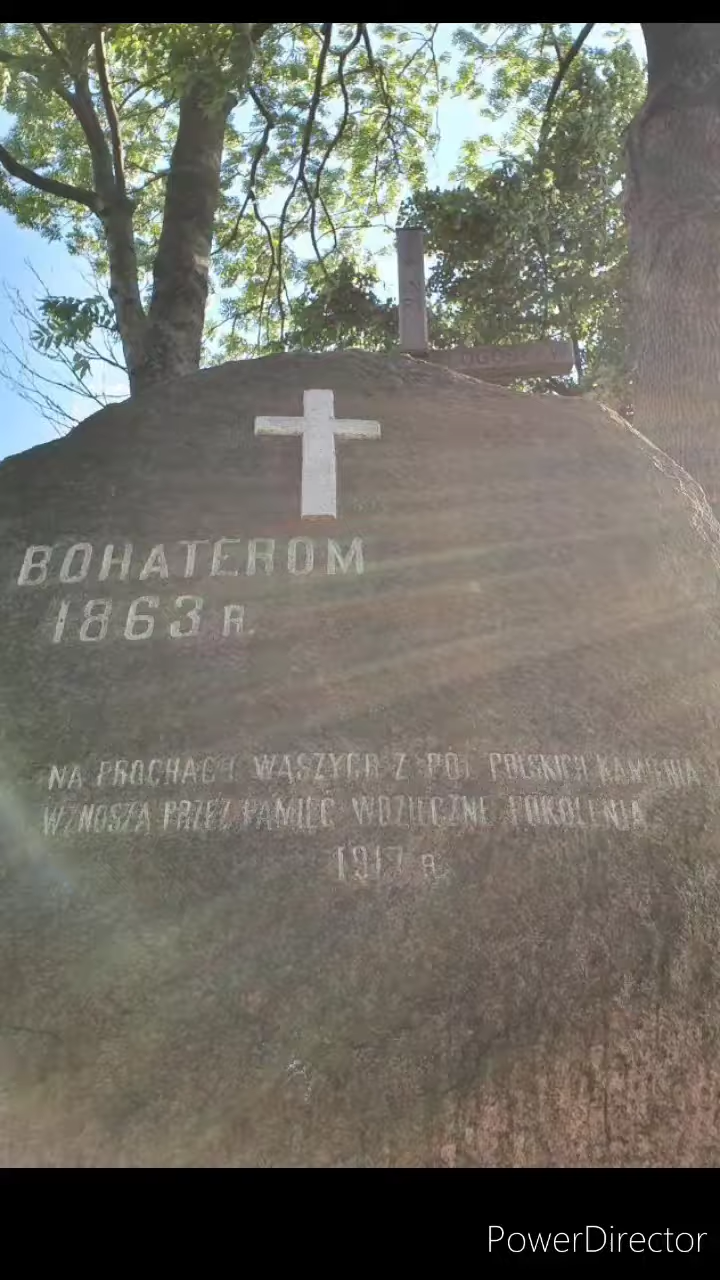 BOHATEROM
1863 R.
NA PROCHACH WASZYCH Z PÓL POLSKICH KAMIENIA
WZNOSZĄ PRZEZ PAMIĘĆ WDZIĘCZNE POKOLENIA
1917 R.
PowerDirector